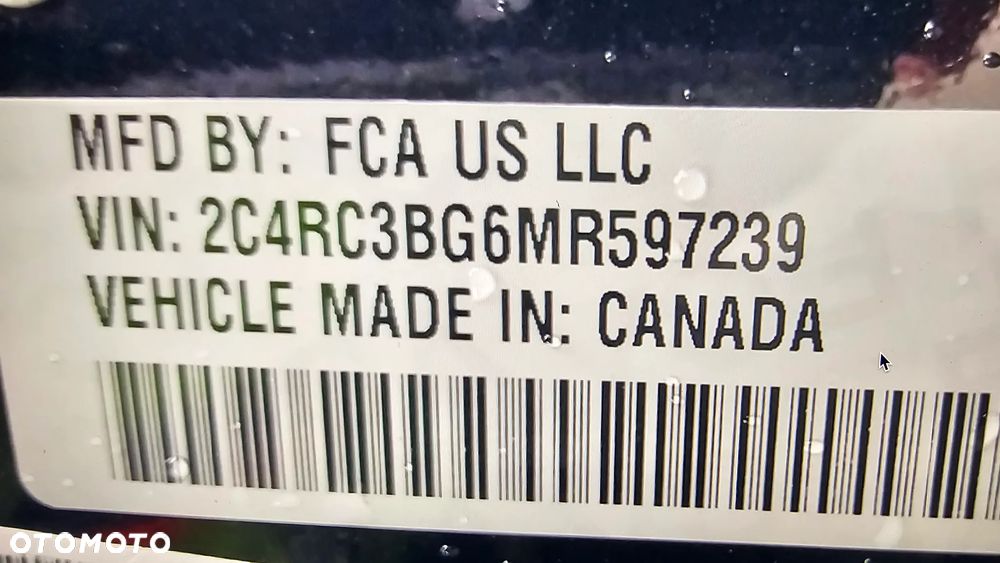 MFD BY: FCA US LLC
VIN: 2C4RC3BG6MR597239
VEHICLE MADE IN: CANADA
OTOMOTO